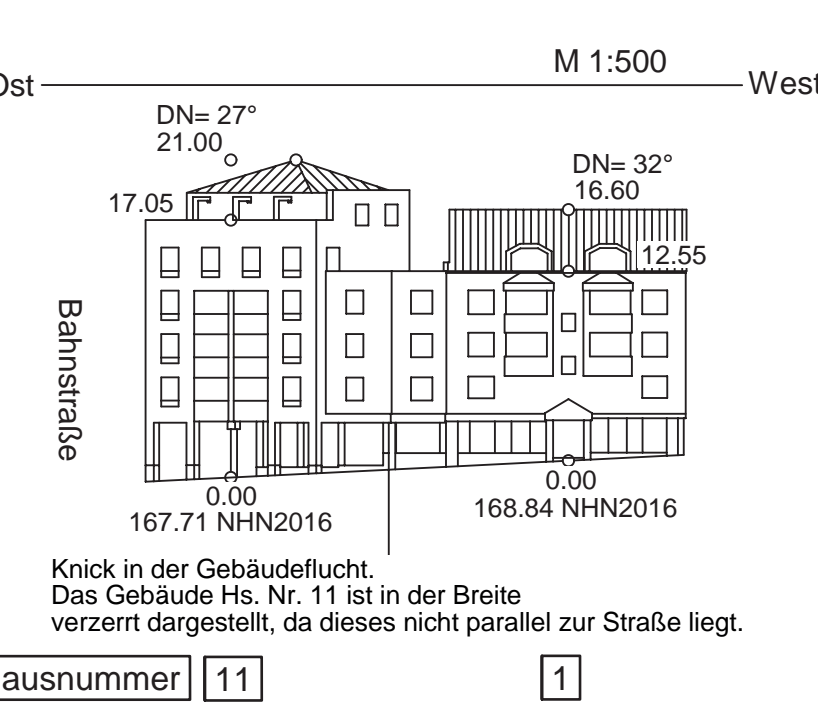 M 1:500
Ost
West
DN= 27°
21.00
DN= 32°
16.60
17.05
12.55
Bahnstraße
0.00
167.71 NHN2016
0.00
168.84 NHN2016
Knick in der Gebäudeflucht.
Das Gebäude Hs. Nr. 11 ist in der Breite
verzerrt dargestellt, da dieses nicht parallel zur Straße liegt.
ausnummer 11 1